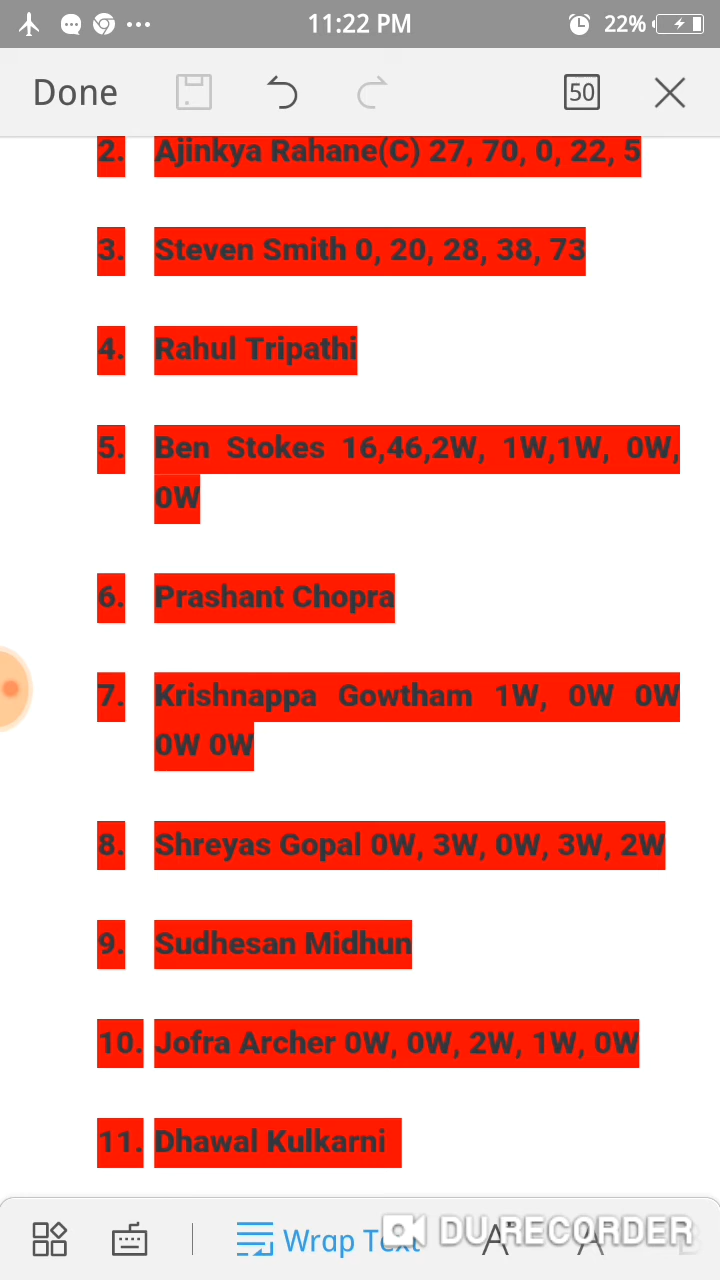 11:22 PM
22%
Done
50
2. Ajinkya Rahane(C) 27, 70, 0, 22, 5
3. Steven Smith 0, 20, 28, 38, 73
4. Rahul Tripathi
5. Ben Stokes 16,46,2W, 1W,1W, 0W,
0W
6. Prashant Chopra
7. Krishnappa Gowtham 1W, 0W 0W
0W 0W
8. Shreyas Gopal 0W, 3W, 0W, 3W, 2W
9. Sudhesan Midhun
10. Jofra Archer 0W, 0W, 2W, 1W, 0W
11. Dhawal Kulkarni
Wrap Text
DU RECORDER